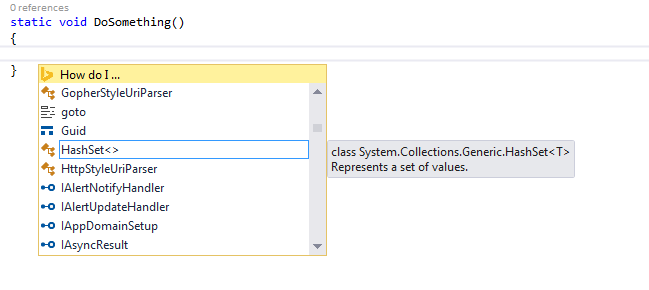 0 references
static void DoSomething()
{
}
How do I ...
GopherStyleUriParser
goto
Guid
HashSet<>
class System.Collections.Generic.HashSet<T>
Represents a set of values.
HttpStyleUriParser
IAlertNotifyHandler
IAlertUpdateHandler
IAppDomainSetup
IAsyncResult